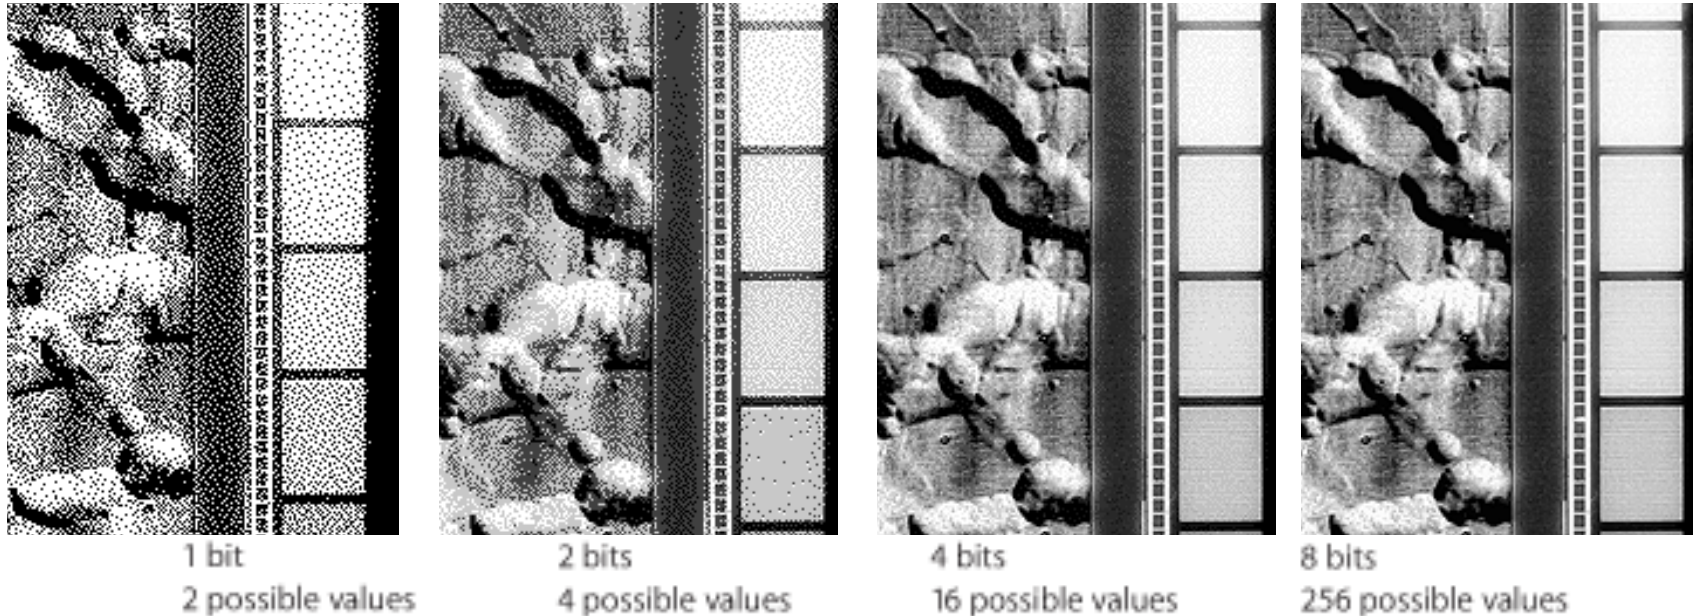 1 bit
2 possible values
2 bits
4 possible values
4 bits
16 possible values
8 bits
256 possible values